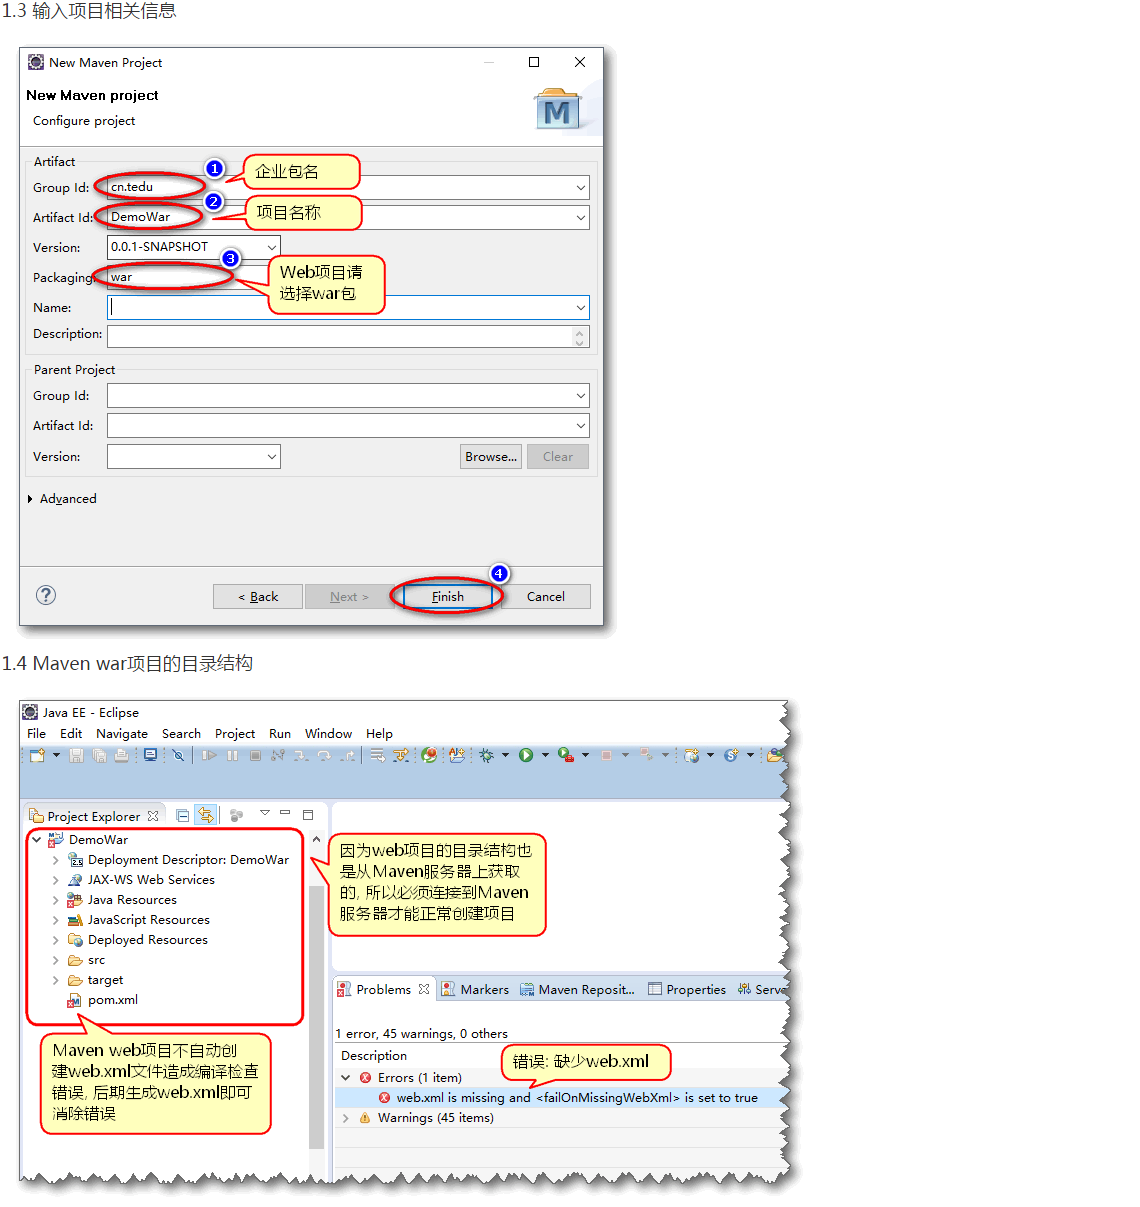 1.3 输入项目相关信息
New Maven Project
New Maven project
Configure project
M
Artifact
1
企业包名
Group Id:
cn.tedu
2
项目名称
Artifact Id:
DemoWar
Version:
0.0.1-SNAPSHOT
3
Packaging:
war
Web项目请
选择war包
Name:
Description:
Parent Project
Group Id:
Artifact Id:
Version:
Browse...
Clear
Advanced
4
?
< Back
Next >
Finish
Cancel
1.4 Maven war项目的目录结构
Java EE - Eclipse
File Edit Navigate Search Project Run Window Help
Project Explorer
DemoWar
Deployment Descriptor: DemoWar
JAX-WS Web Services
Java Resources
JavaScript Resources
Deployed Resources
src
target
pom.xml
因为web项目的目录结构也
是从Maven服务器上获取
的, 所以必须连接到Maven
服务器才能正常创建项目
Maven web项目不自动创
建web.xml文件造成编译检查
错误, 后期生成web.xml即可
消除错误
Problems
Markers
Maven Reposit...
Properties
Serve
1 error, 45 warnings, 0 others
Description
错误: 缺少web.xml
Errors (1 item)
web.xml is missing and <failOnMissingWebXml> is set to true
Warnings (45 items)